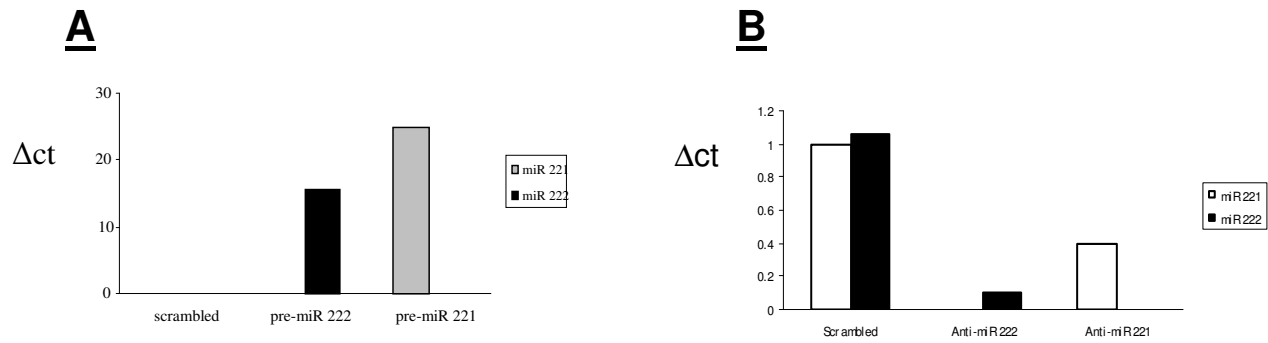 A
Δct
30
20
10
0
scrambled
pre-miR 222
pre-miR 221
miR 221
miR 222
B
Δct
1.2
1
0.8
0.6
0.4
0.2
0
Scrambled
Anti-miR222
Anti-miR221
miR221
miR222